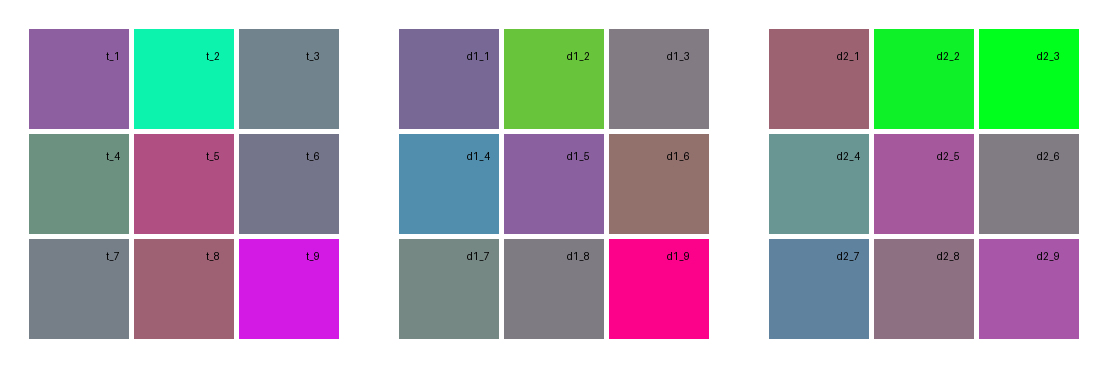 t_1 t_2 t_3 d1_1 d1_2 d1_3 d2_1 d2_2 d2_3
t_4 t_5 t_6 d1_4 d1_5 d1_6 d2_4 d2_5 d2_6
t_7 t_8 t_9 d1_7 d1_8 d1_9 d2_7 d2_8 d2_9